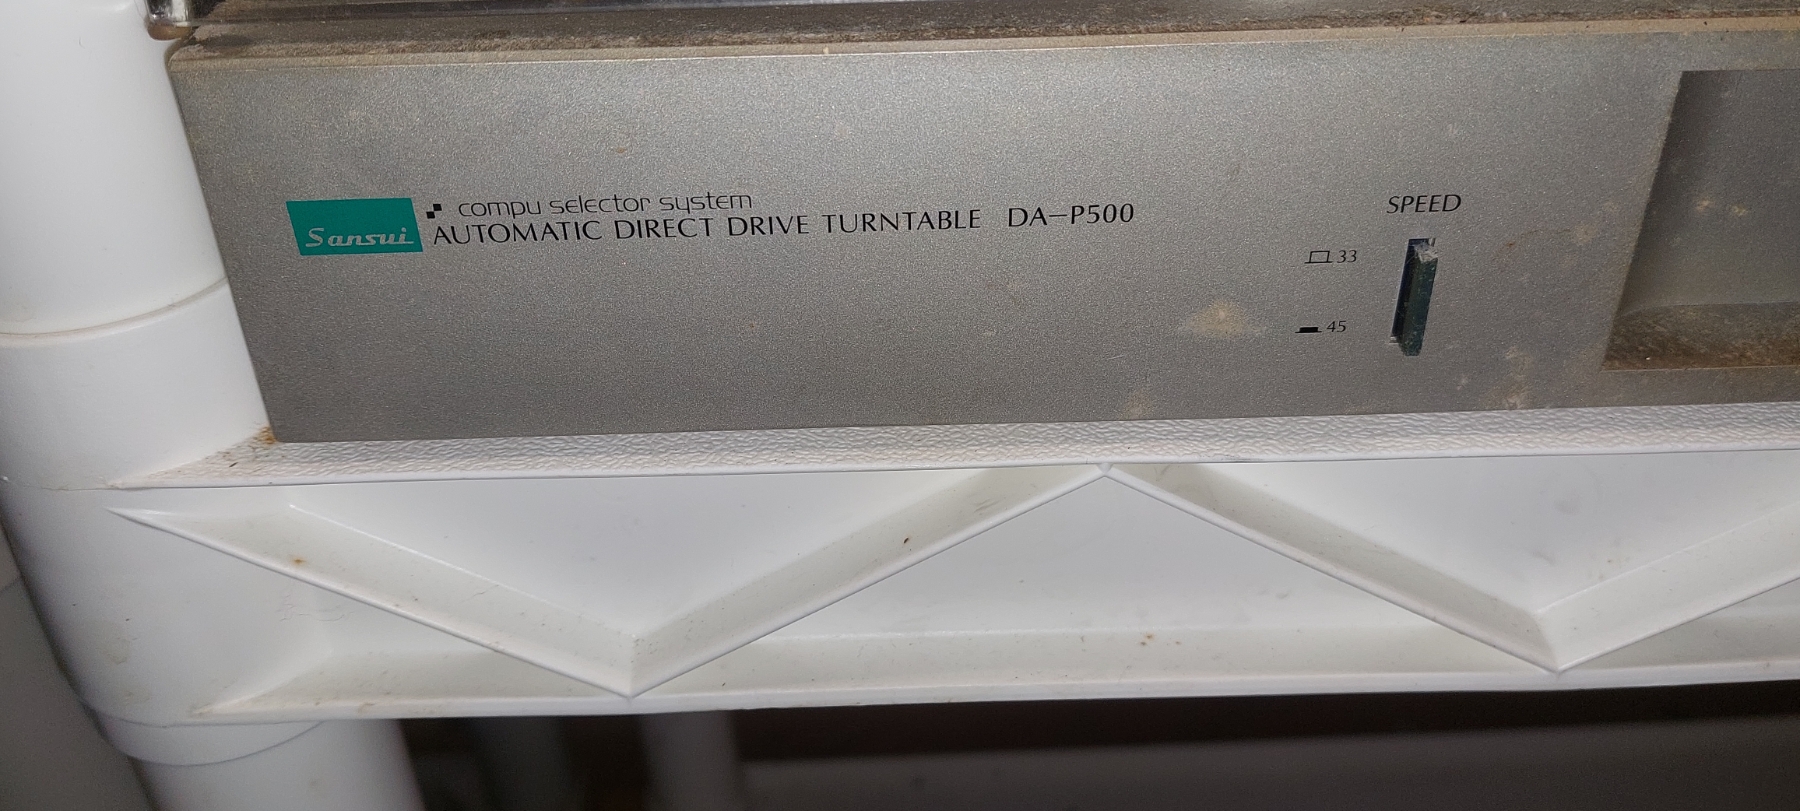 Sansui
compu selector system
AUTOMATIC DIRECT DRIVE TURNTABLE DA-P500
SPEED
33
45